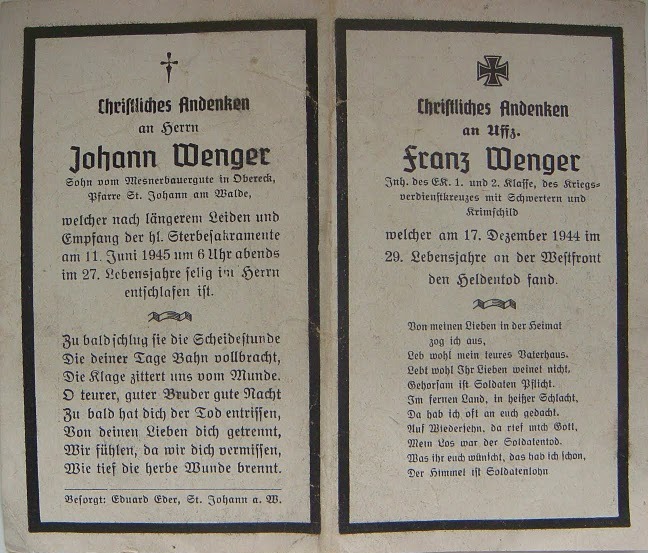 Christliches Andenken
an Herrn
Johann Wenger
Sohn vom Mesnerbauergute in Obereck,
Pfarre St. Johann am Walde,
welcher nach längerem Leiden und
Empfang der hl. Sterbesakramente
am 11. Juni 1945 um 6 Uhr abends
im 27. Lebensjahre selig im Herrn
entschlafen ist.
Zu bald schlug sie die Scheidestunde
Die deiner Tage Bahn vollbracht,
Die Klage zittert uns vom Munde.
O teurer, guter Bruder gute Nacht
Zu bald hat dich der Tod entrissen,
Von deinen Lieben dich getrennt,
Wir fühlen, da wir dich vermissen,
Wie tief die herbe Wunde brennt.
Besorgt: Eduard Eder, St. Johann a. W.
Christliches Andenken
an Uffz.
Franz Wenger
Inh. des EK. 1. und 2. Klasse, des Kriegs-
verdienstkreuzes mit Schwertern und
Krimschild
welcher am 17. Dezember 1944 im
29. Lebensjahre an der Westfront
den Heldentod fand.
Von meinen Lieben in der Heimat
zog ich aus,
Leb wohl mein teures Vaterhaus.
Lebt wohl Ihr Lieben weinet nicht,
Gehorsam ist Soldaten Pflicht.
Im fernen Land, in heißer Schlacht,
Da hab ich oft an euch gedacht.
Auf Wiedersehn, da rief mich Gott,
Mein Los war der Soldatentod.
Was ihr euch wünscht, das hab ich schon,
Der Himmel ist Soldatenlohn